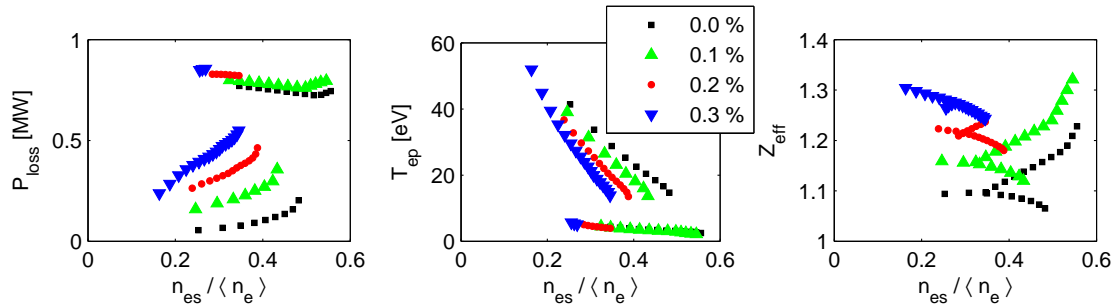 1
0.5
0
P_loss [MW]
0 0.2 0.4 0.6
n_es / ⟨ n_e ⟩
60
40
20
0
T_ep [eV]
0 0.2 0.4 0.6
n_es / ⟨ n_e ⟩
0.0 %
0.1 %
0.2 %
0.3 %
1.4
1.3
1.2
1.1
1
Z_eff
0 0.2 0.4 0.6
n_es / ⟨ n_e ⟩